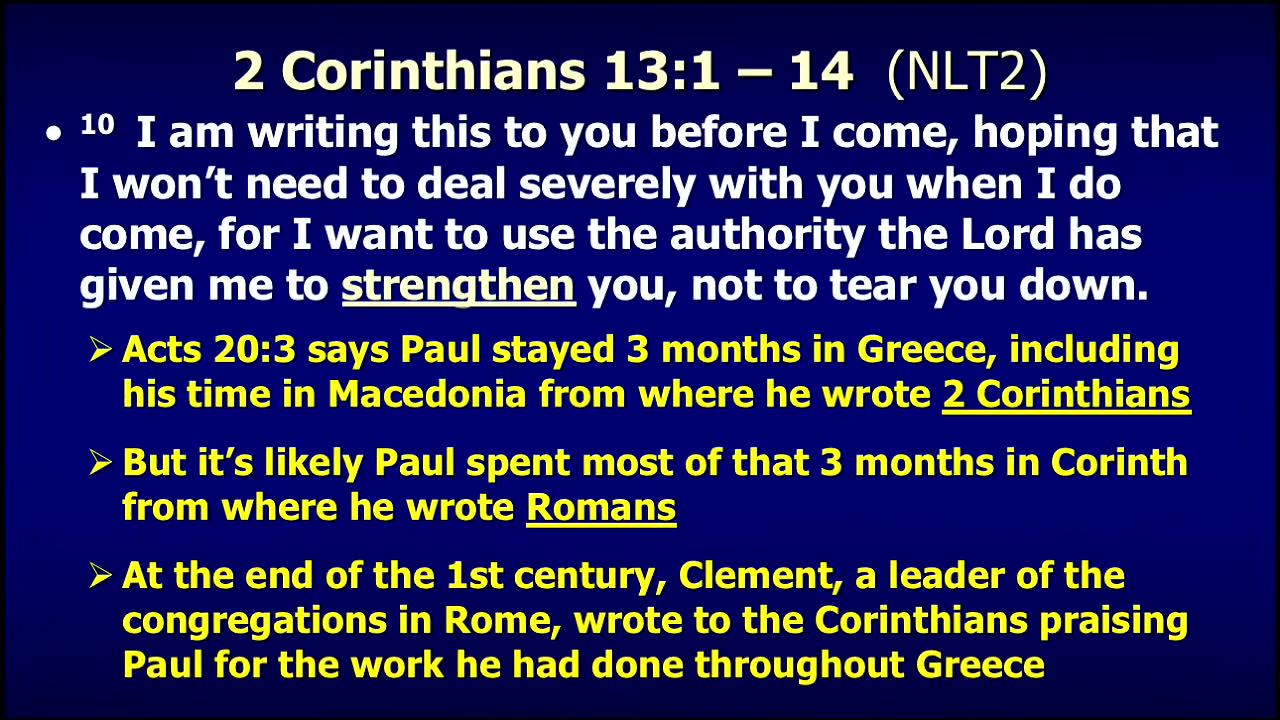 2 Corinthians 13:1 – 14 (NLT2)
• 10 I am writing this to you before I come, hoping that
I won’t need to deal severely with you when I do
come, for I want to use the authority the Lord has
given me to strengthen you, not to tear you down.
➢ Acts 20:3 says Paul stayed 3 months in Greece, including
his time in Macedonia from where he wrote 2 Corinthians
➢ But it’s likely Paul spent most of that 3 months in Corinth
from where he wrote Romans
➢ At the end of the 1st century, Clement, a leader of the
congregations in Rome, wrote to the Corinthians praising
Paul for the work he had done throughout Greece